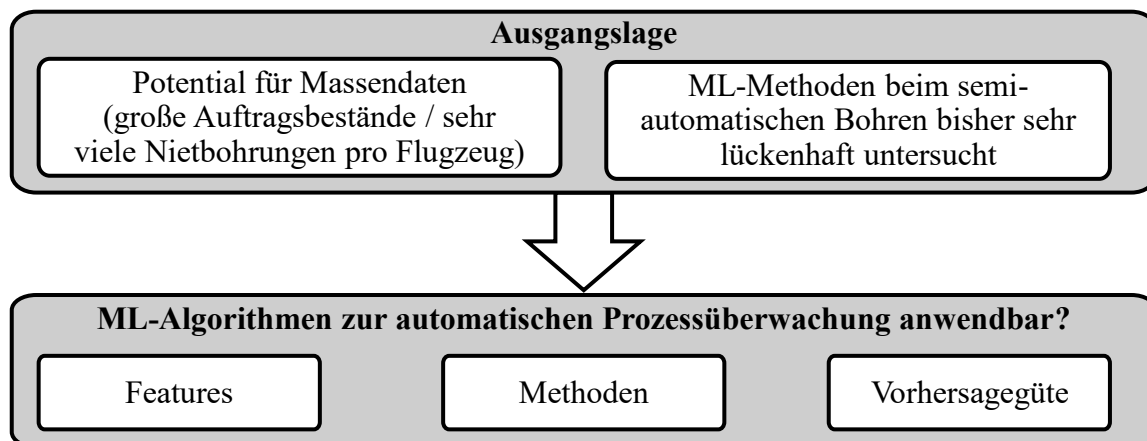 Ausgangslage
Potential für Massendaten
(große Auftragsbestände / sehr
viele Nietbohrungen pro Flugzeug)
ML-Methoden beim semi-
automatischen Bohren bisher sehr
lückenhaft untersucht
ML-Algorithmen zur automatischen Prozessüberwachung anwendbar?
Features
Methoden
Vorhersagegüte